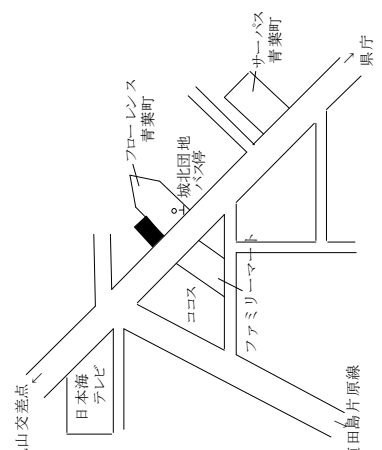 県庁
サーパス
青葉町
フローレンス
青葉町
城北団地
バス停
ファミリーマート
ココス
日本海
テレビ
山交差点
田島片原線